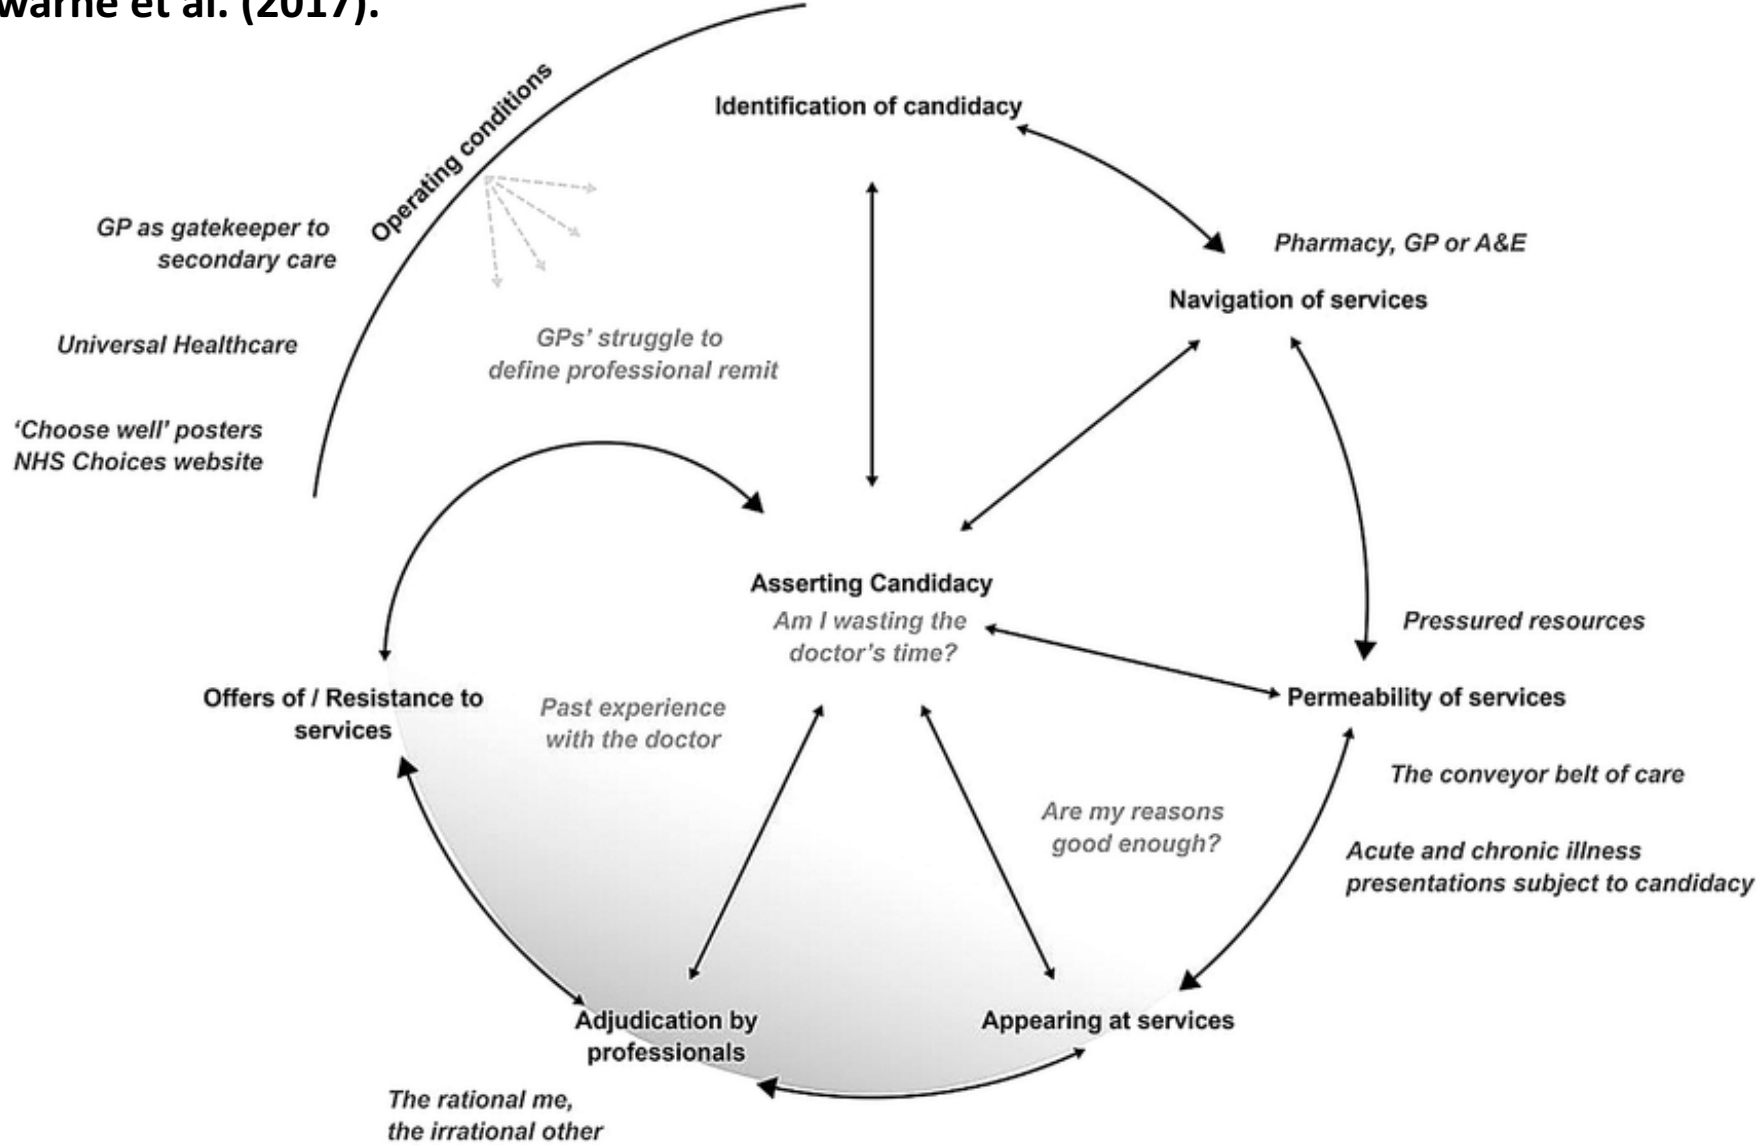 warne et al. (2017).
Operating conditions
Identification of candidacy
GP as gatekeeper to
secondary care
Pharmacy, GP or A&E
Navigation of services
Universal Healthcare
GPs’ struggle to
define professional remit
‘Choose well’ posters
NHS Choices website
Asserting Candidacy
Am I wasting the
doctor’s time?
Pressured resources
Permeability of services
Offers of / Resistance to
services
Past experience
with the doctor
The conveyor belt of care
Are my reasons
good enough?
Acute and chronic illness
presentations subject to candidacy
Adjudication by
professionals
Appearing at services
The rational me,
the irrational other